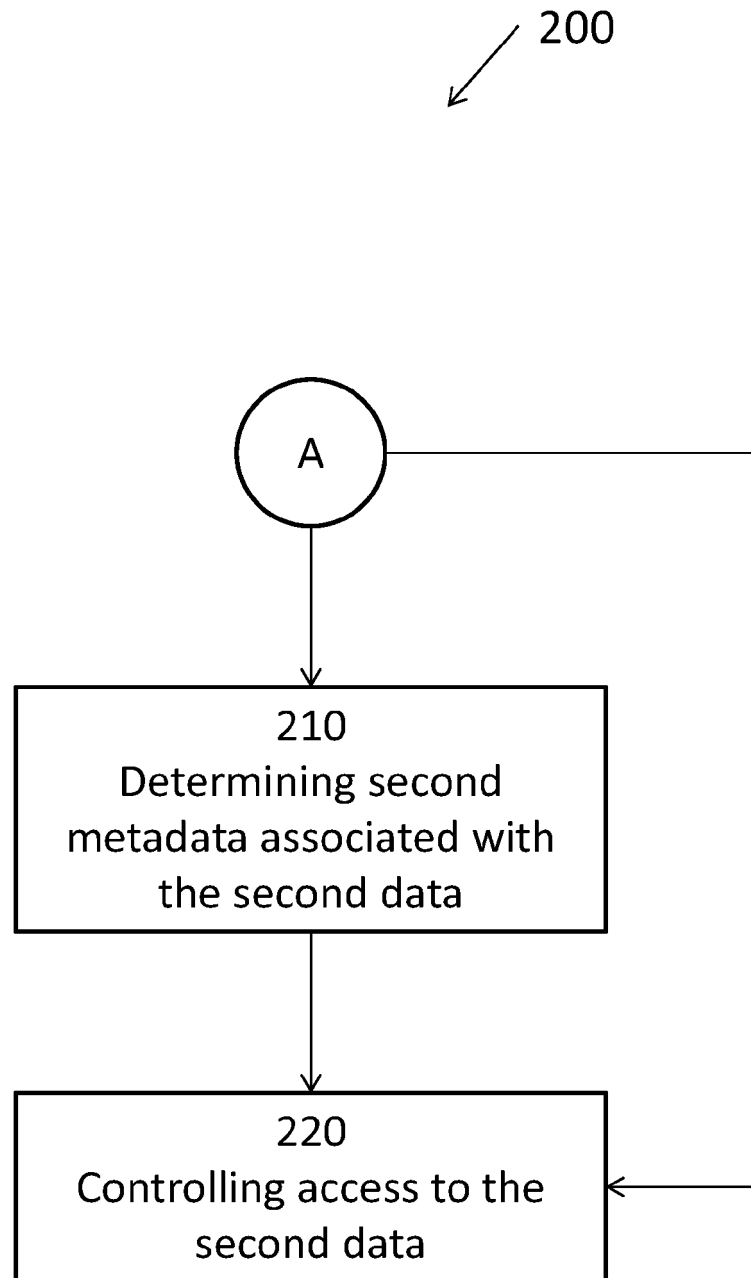 200
A
210
Determining second
metadata associated with
the second data
220
Controlling access to the
second data